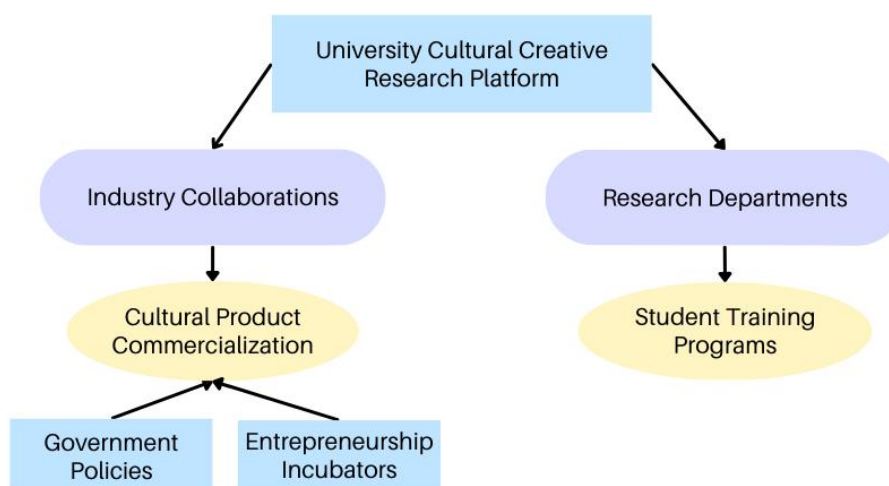 University Cultural Creative
Research Platform
Industry Collaborations
Research Departments
Cultural Product
Commercialization
Student Training
Programs
Government
Policies
Entrepreneurship
Incubators